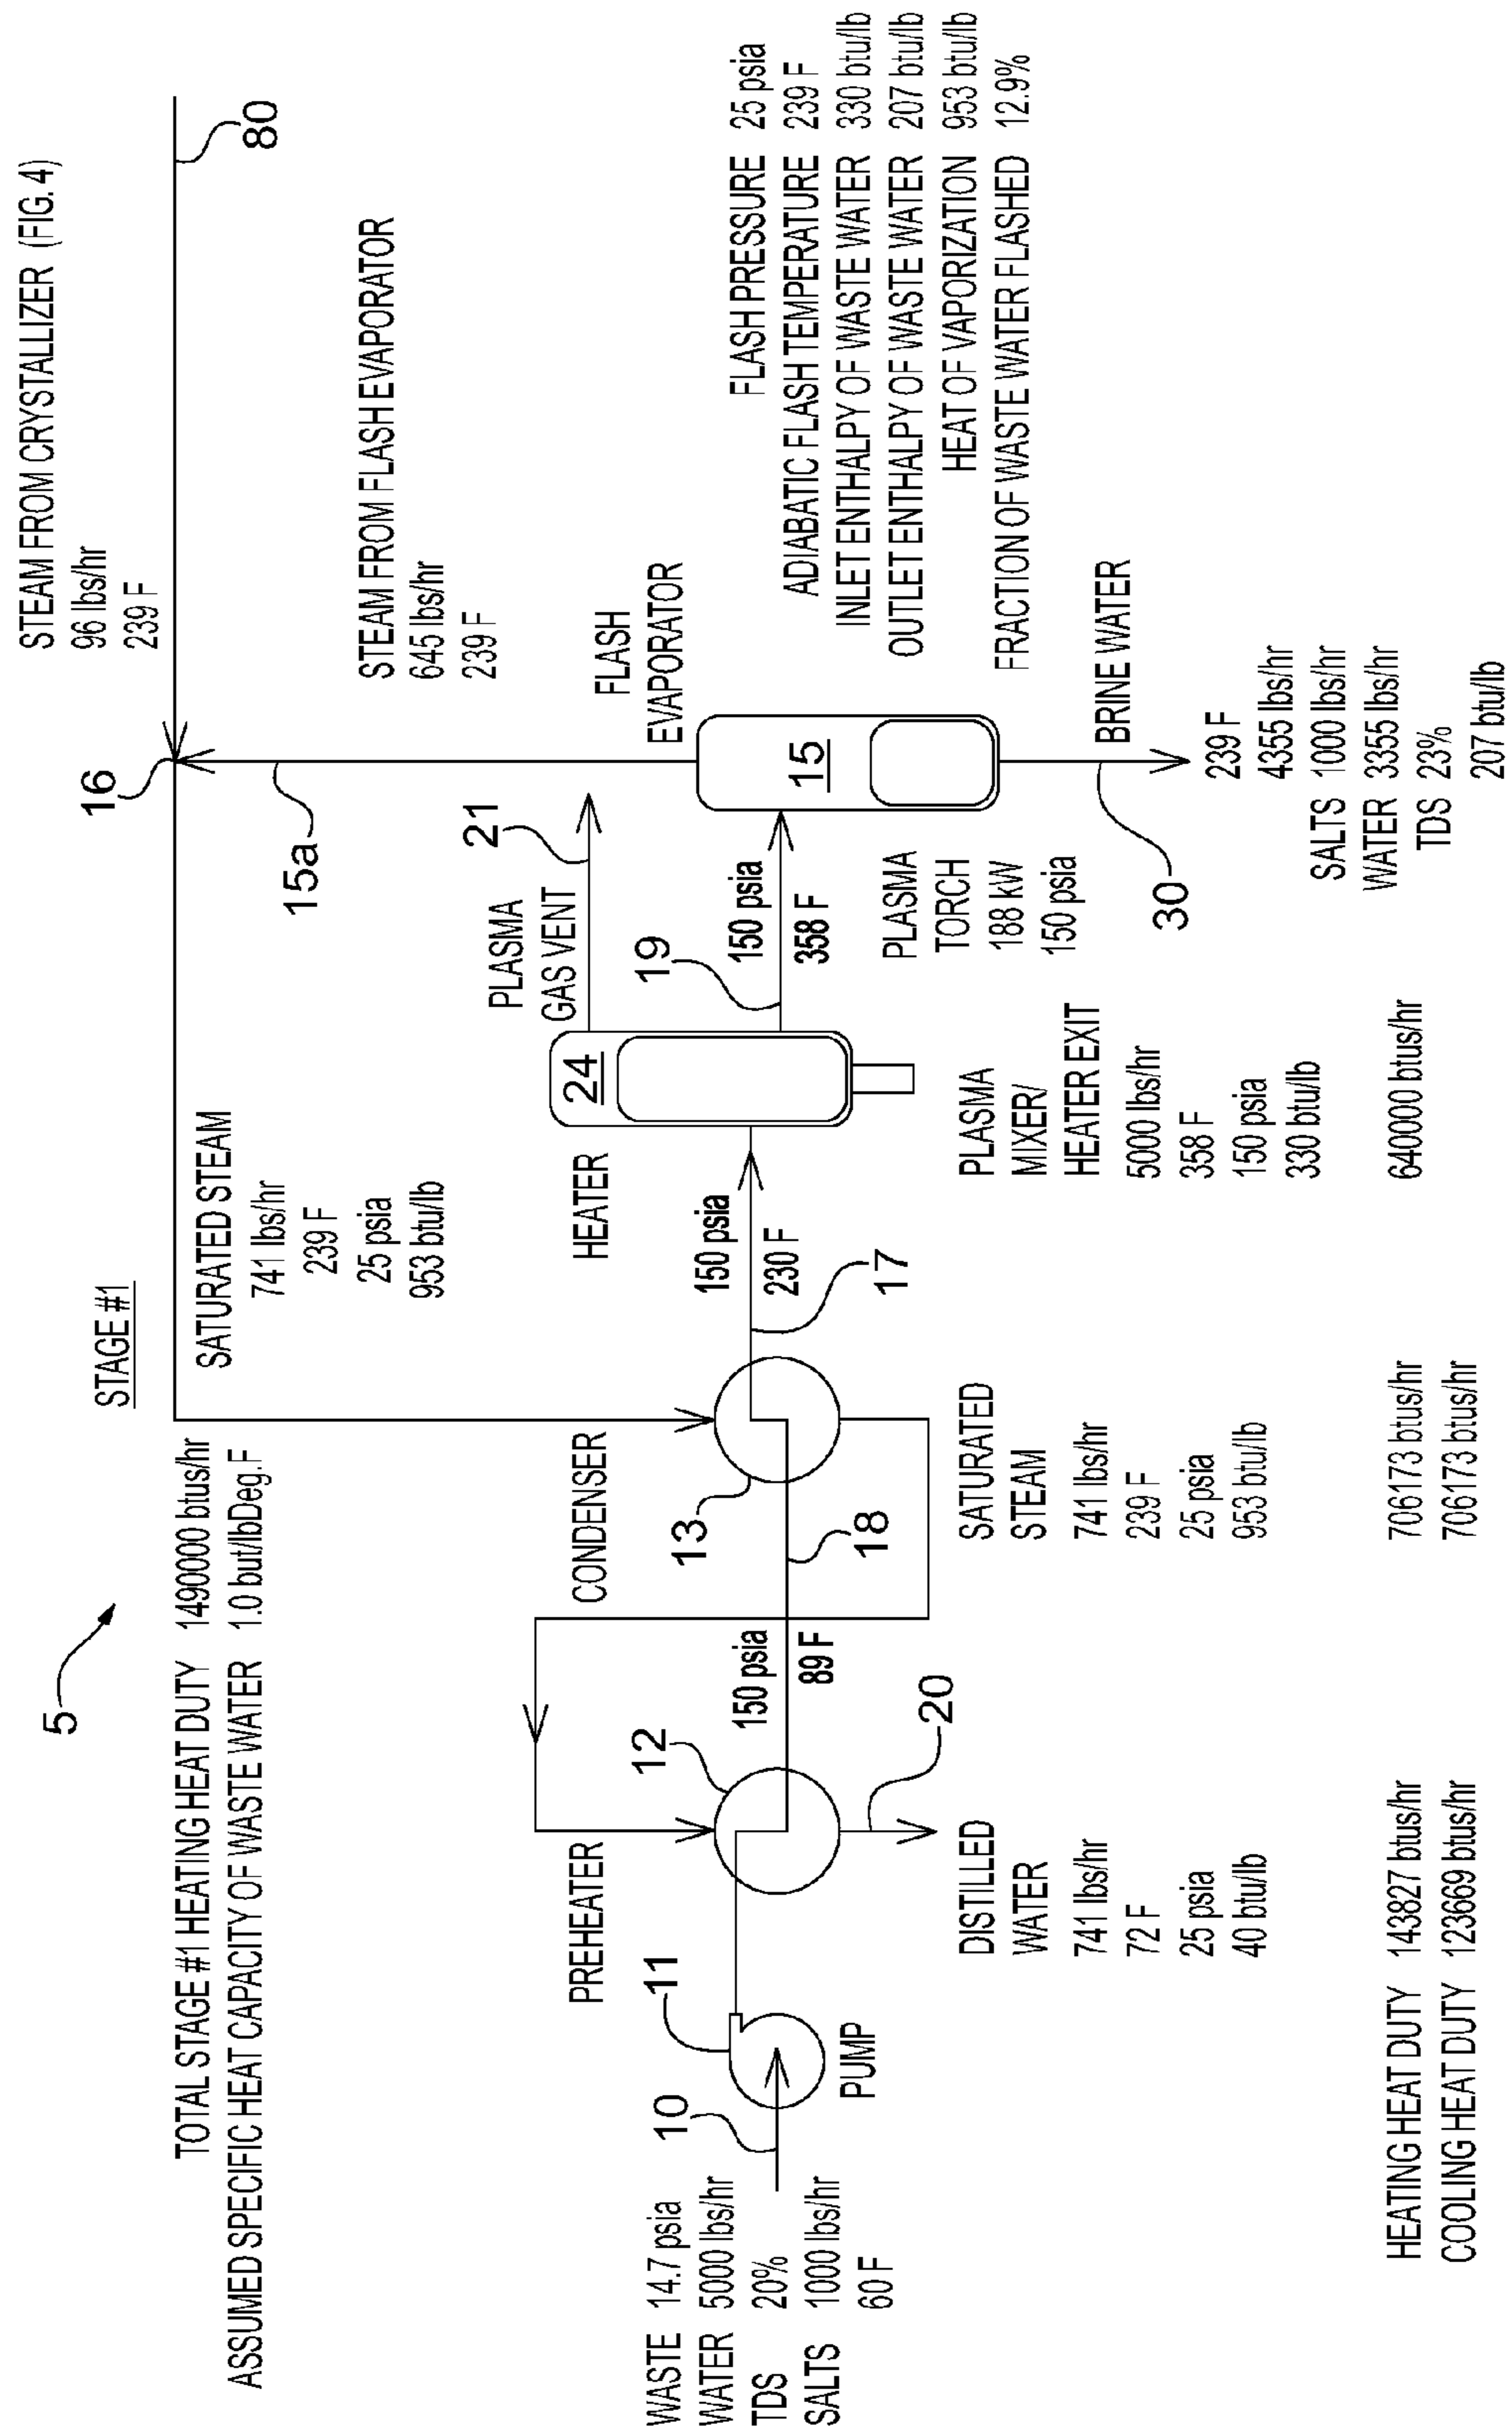 5
STAGE #1
TOTAL STAGE #1 HEATING HEAT DUTY 1490000 btus/hr
ASSUMED SPECIFIC HEAT CAPACITY OF WASTE WATER 1.0 but/lbDeg.F
STEAM FROM CRYSTALLIZER (FIG. 4)
96 lbs/hr
239 F
80
16
SATURATED STEAM
741 lbs/hr
239 F
25 psia
953 btu/lb
15a
STEAM FROM FLASH EVAPORATOR
645 lbs/hr
239 F
WASTE 14.7 psia
WATER 5000 lbs/hr
TDS 20%
SALTS 1000 lbs/hr
60 F
10
11
PUMP
PREHEATER
12
150 psia
89 F
20
18
CONDENSER
13
150 psia
230 F
17
HEATER
24
PLASMA
GAS VENT
21
19
150 psia
358 F
PLASMA
TORCH
188 kW
150 psia
FLASH
EVAPORATOR
15
30
BRINE WATER
239 F
4355 lbs/hr
SALTS 1000 lbs/hr
WATER 3355 lbs/hr
TDS 23%
207 btu/lb
FLASH PRESSURE 25 psia
ADIABATIC FLASH TEMPERATURE 239 F
INLET ENTHALPY OF WASTE WATER 330 btu/lb
OUTLET ENTHALPY OF WASTE WATER 207 btu/lb
HEAT OF VAPORIZATION 953 btu/lb
FRACTION OF WASTE WATER FLASHED 12.9%
DISTILLED
WATER
741 lbs/hr
72 F
25 psia
40 btu/lb
SATURATED
STEAM
741 lbs/hr
239 F
25 psia
953 btu/lb
PLASMA
MIXER/
HEATER EXIT
5000 lbs/hr
358 F
150 psia
330 btu/lb
HEATING HEAT DUTY 143827 btus/hr 706173 btus/hr 640000 btus/hr
COOLING HEAT DUTY 123669 btus/hr 706173 btus/hr